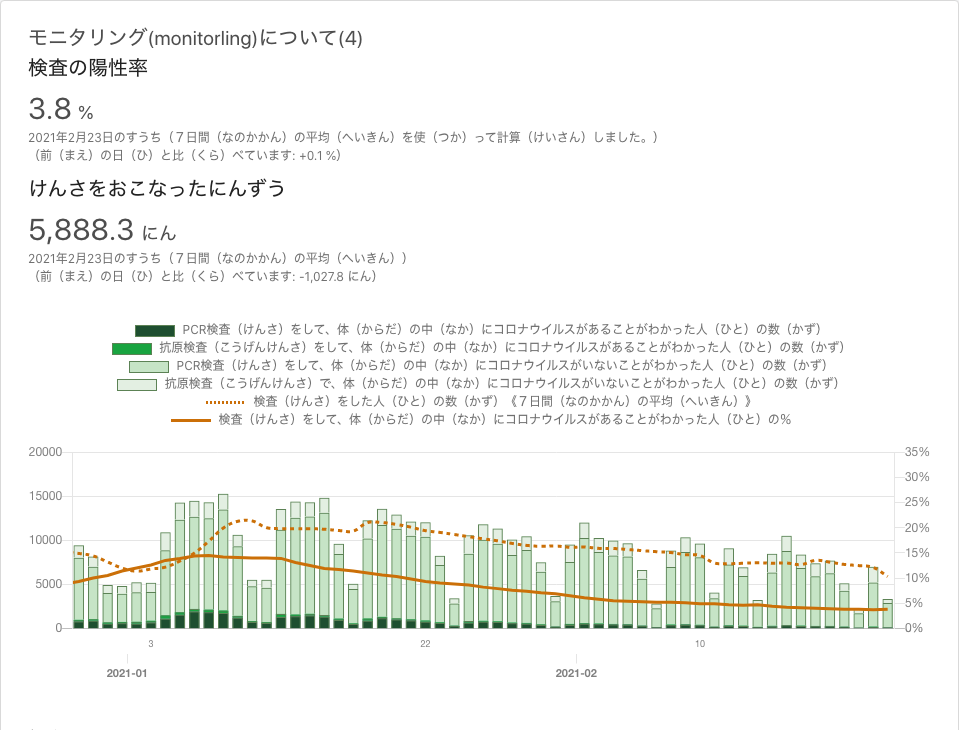 モニタリング(monitorling)について(4)
検査の陽性率
3.8 %
2021年2月23日のすうち（７日間（なのかかん）の平均（へいきん）を使（つか）って計算（けいさん）しました。）
（前（まえ）の日（ひ）と比（くら）べています: +0.1 %）
けんさをおこなったにんずう
5,888.3 にん
2021年2月23日のすうち（７日間（なのかかん）の平均（へいきん））
（前（まえ）の日（ひ）と比（くら）べています: -1,027.8 にん）
PCR検査（けんさ）をして、体（からだ）の中（なか）にコロナウイルスがあることがわかった人（ひと）の数（かず）
抗原検査（こうげんけんさ）をして、体（からだ）の中（なか）にコロナウイルスがあることがわかった人（ひと）の数（かず）
PCR検査（けんさ）をして、体（からだ）の中（なか）にコロナウイルスがいないことがわかった人（ひと）の数（かず）
抗原検査（こうげんけんさ）で、体（からだ）の中（なか）にコロナウイルスがいないことがわかった人（ひと）の数（かず）
検査（けんさ）をした人（ひと）の数（かず）《７日間（なのかかん）の平均（へいきん）》
検査（けんさ）をして、体（からだ）の中（なか）にコロナウイルスがあることがわかった人（ひと）の％
20000 35%
30%
15000 25%
20%
10000 15%
5000 10%
5%
0 0%
3 22 10
2021-01 2021-02